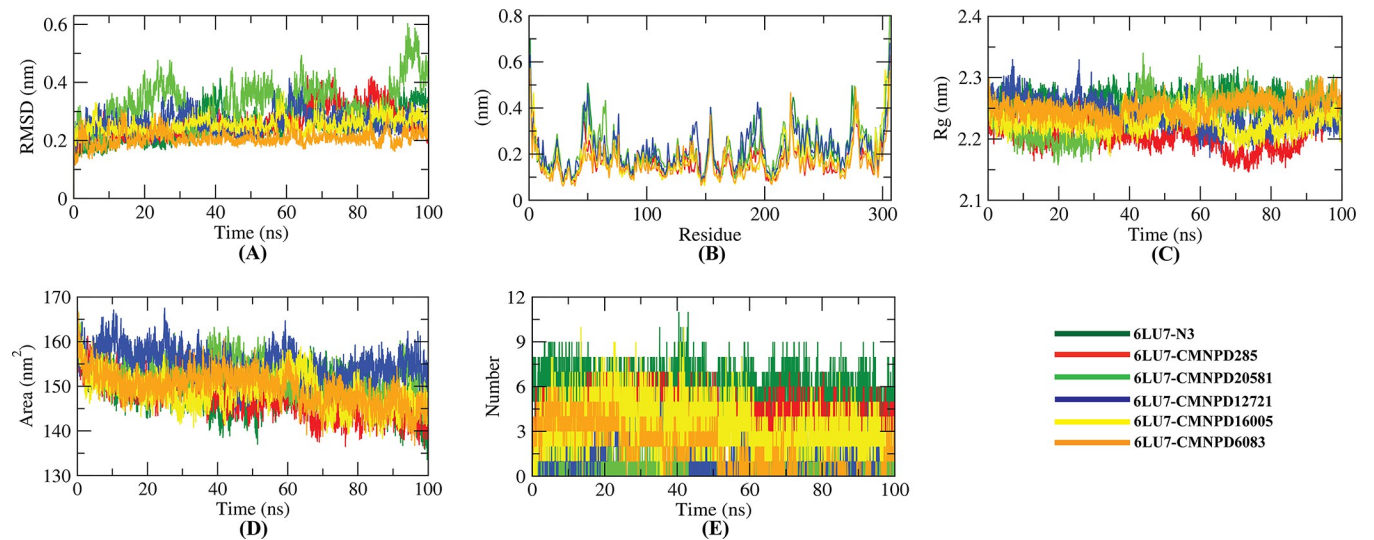 0.6
0.4
0.2
0
RMSD (nm)
0 20 40 60 80 100
Time (ns)
(A)
0.8
0.6
0.4
0.2
0
(nm)
0 100 200 300
Residue
(B)
2.4
2.3
2.2
2.1
Rg (nm)
0 20 40 60 80 100
Time (ns)
(C)
170
160
150
140
130
Area (nm²)
0 20 40 60 80 100
Time (ns)
(D)
12
9
6
3
0
Number
0 20 40 60 80 100
Time (ns)
(E)
6LU7-N3
6LU7-CMNPD285
6LU7-CMNPD20581
6LU7-CMNPD12721
6LU7-CMNPD16005
6LU7-CMNPD6083